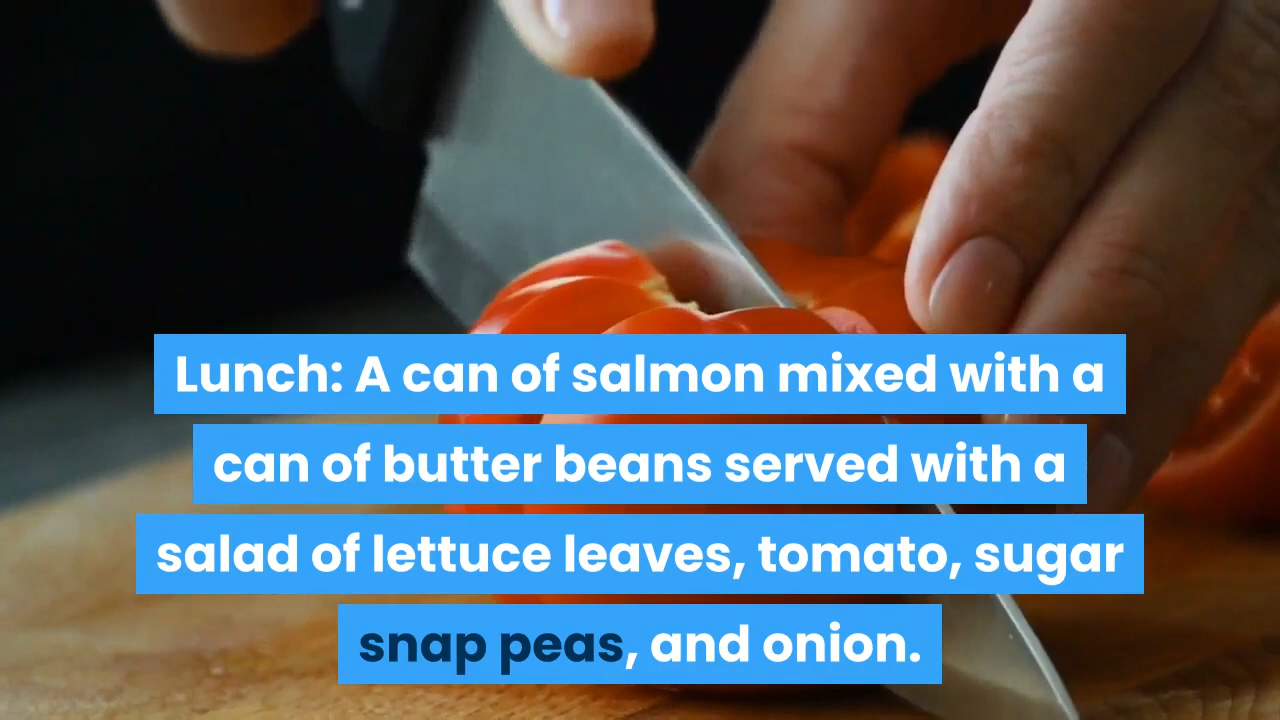 Lunch: A can of salmon mixed with a
can of butter beans served with a
salad of lettuce leaves, tomato, sugar
snap peas, and onion.